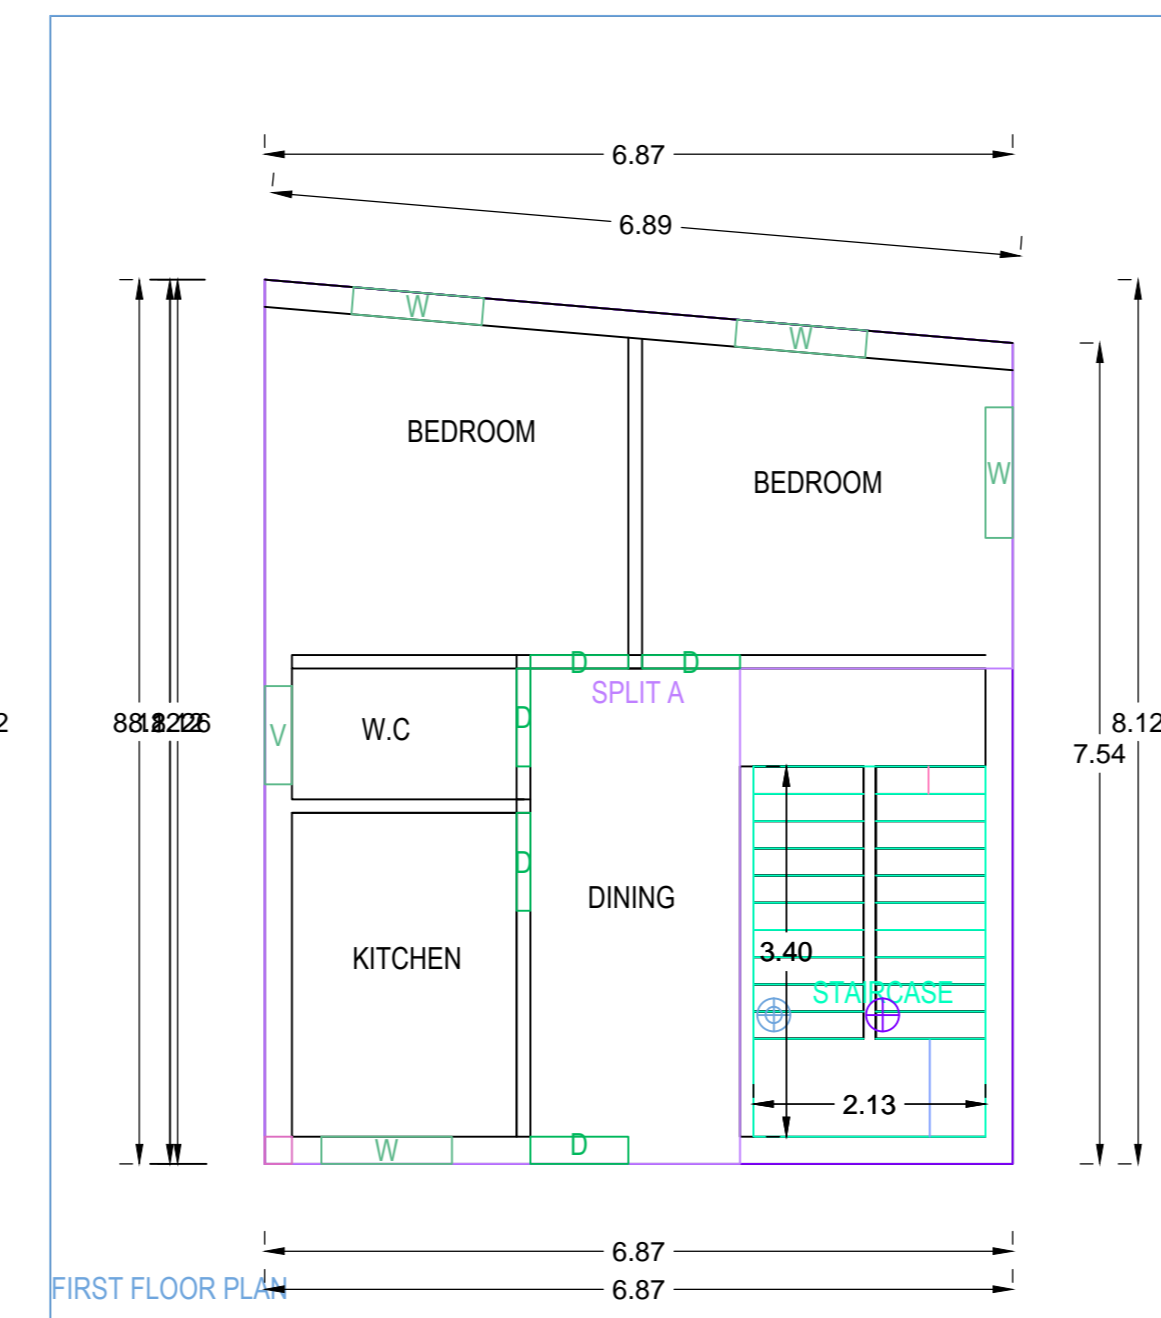 6.87
6.89
W
W
BEDROOM
BEDROOM
W
D
D
SPLIT A
D
W.C
V
2
8.12
7.54
D
DINING
KITCHEN
3.40
STAIRCASE
2.13
W
D
6.87
FIRST FLOOR PLAN
6.87